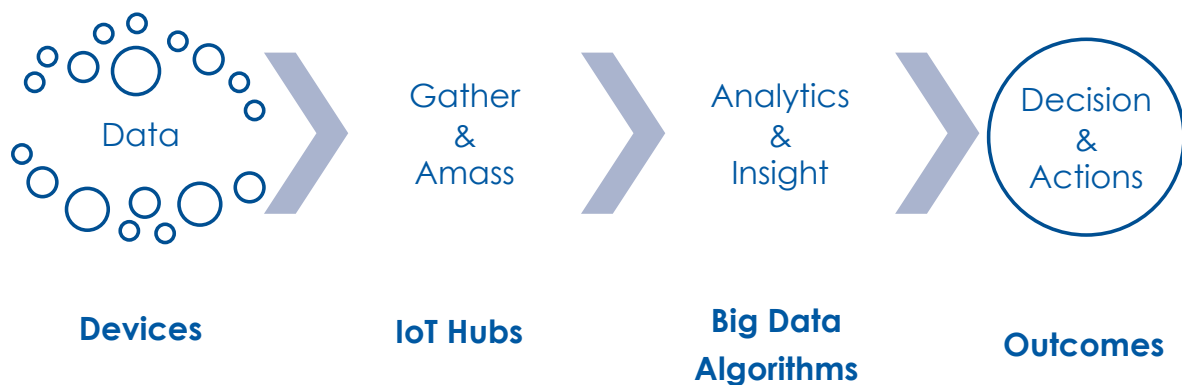 Data
Gather
&
Amass
Analytics
&
Insight
Decision
&
Actions
Devices
IoT Hubs
Big Data
Algorithms
Outcomes